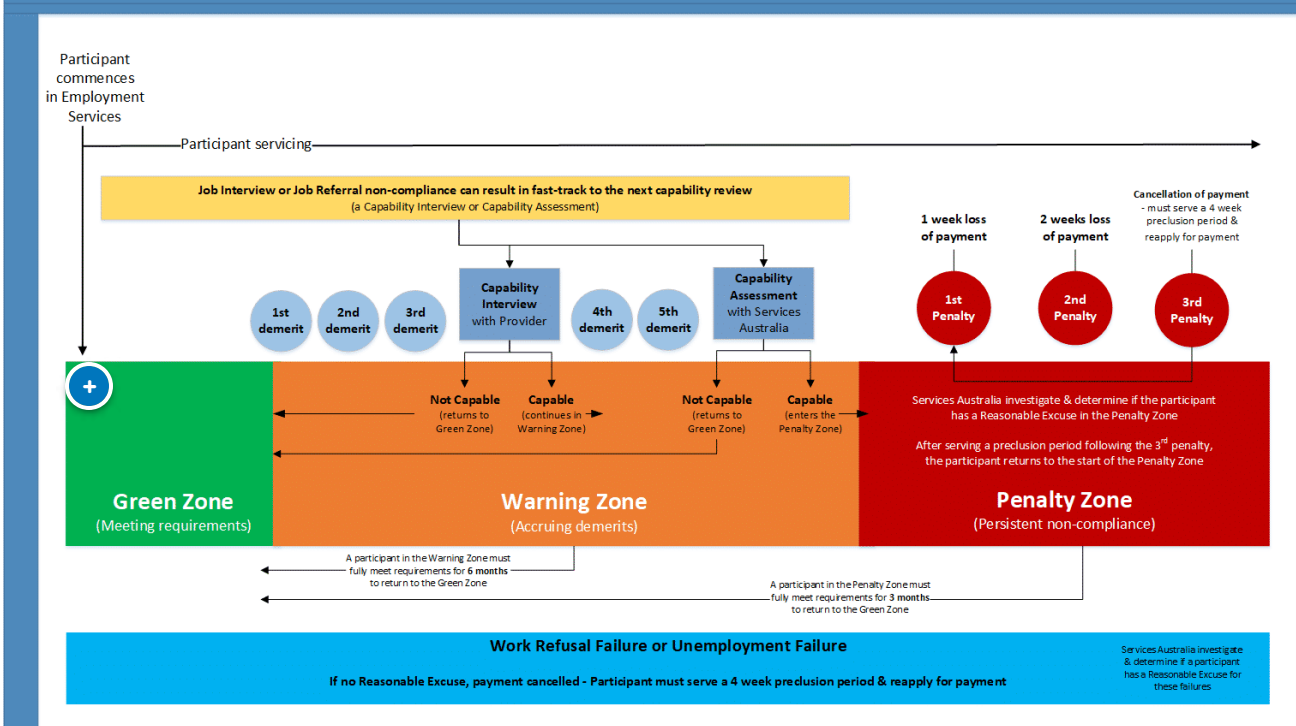 Participant
commences
in Employment
Services
Participant servicing
Job Interview or Job Referral non-compliance can result in fast-track to the next capability review
(a Capability Interview or Capability Assessment)
Cancellation of payment
- must serve a 4 week
preclusion period &
reapply for payment
1 week loss
of payment
2 weeks loss
of payment
1st
demerit
2nd
demerit
3rd
demerit
Capability
Interview
with Provider
4th
demerit
5th
demerit
Capability
Assessment
with Services
Australia
1st
Penalty
2nd
Penalty
3rd
Penalty
+
Not Capable
(returns to
Green Zone)
Capable
(continues in
Warning Zone)
Not Capable
(returns to
Green Zone)
Capable
(enters the
Penalty Zone)
Services Australia investigate & determine if the participant
has a Reasonable Excuse in the Penalty Zone
After serving a preclusion period following the 3rd penalty,
the participant returns to the start of the Penalty Zone
Green Zone
(Meeting requirements)
Warning Zone
(Accruing demerits)
Penalty Zone
(Persistent non-compliance)
A participant in the Warning Zone must
fully meet requirements for 6 months
to return to the Green Zone
A participant in the Penalty Zone must
fully meet requirements for 3 months
to return to the Green Zone
Work Refusal Failure or Unemployment Failure
If no Reasonable Excuse, payment cancelled - Participant must serve a 4 week preclusion period & reapply for payment
Services Australia investigate
& determine if a participant
has a Reasonable Excuse for
these failures